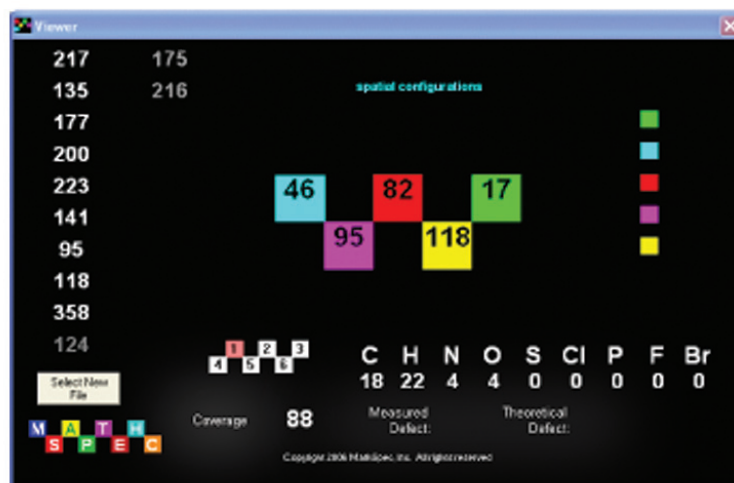 Viewer
217 175
135 216
177
200
223
141
95
118
358
124
spatial configurations
46 82 17
95 118
1 2 3
4 5 6
C H N O S Cl P F Br
18 22 4 4 0 0 0 0 0
Select New
File
Coverage 88
Measured
Defect:
Theoretical
Defect:
MATH
SPEC
Copyright 2006 MathSpec, Inc. All rights reserved